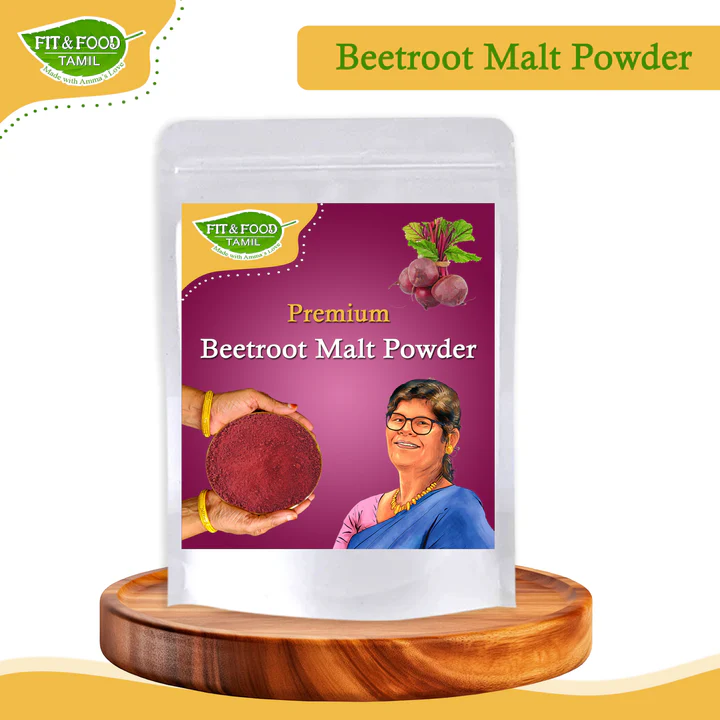 FIT & FOOD
TAMIL
Made with Amma's Love
Beetroot Malt Powder
FIT & FOOD
TAMIL
Made with Amma's Love
Premium
Beetroot Malt Powder